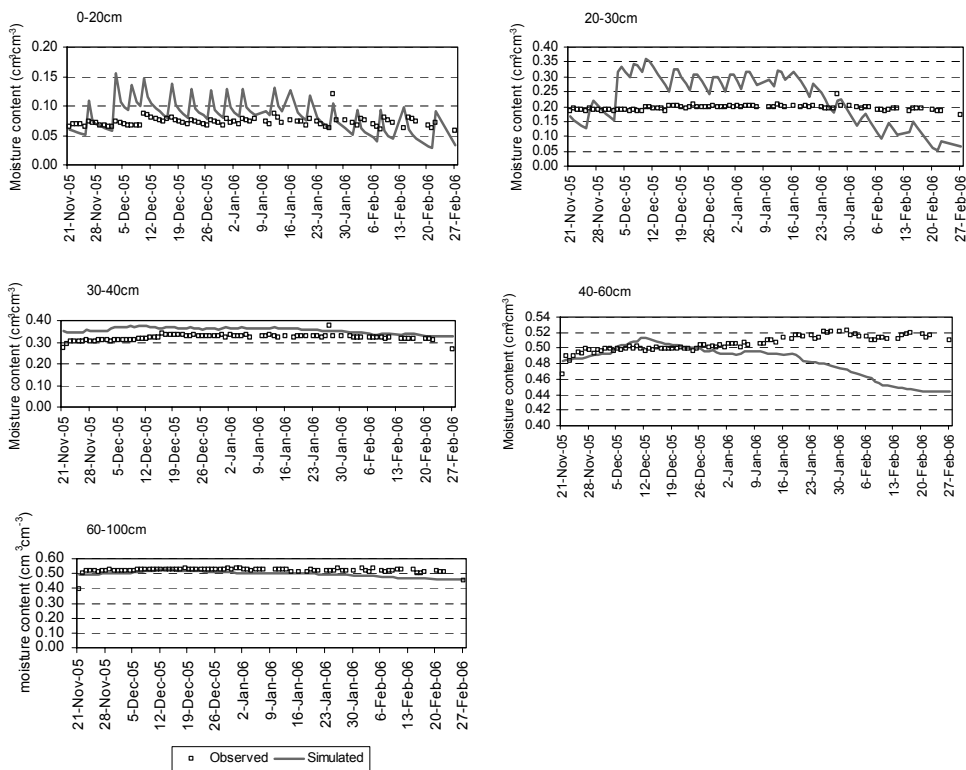 0-20cm
Moisture content (cm³cm⁻³)
0.20
0.15
0.10
0.05
0.00
21-Nov-05
28-Nov-05
5-Dec-05
12-Dec-05
19-Dec-05
26-Dec-05
2-Jan-06
9-Jan-06
16-Jan-06
23-Jan-06
30-Jan-06
6-Feb-06
13-Feb-06
20-Feb-06
27-Feb-06
20-30cm
Moisture content (cm³cm⁻³)
0.40
0.35
0.30
0.25
0.20
0.15
0.10
0.05
0.00
21-Nov-05
28-Nov-05
5-Dec-05
12-Dec-05
19-Dec-05
26-Dec-05
2-Jan-06
9-Jan-06
16-Jan-06
23-Jan-06
30-Jan-06
6-Feb-06
13-Feb-06
20-Feb-06
27-Feb-06
30-40cm
Moisture content (cm³cm⁻³)
0.40
0.30
0.20
0.10
0.00
21-Nov-05
28-Nov-05
5-Dec-05
12-Dec-05
19-Dec-05
26-Dec-05
2-Jan-06
9-Jan-06
16-Jan-06
23-Jan-06
30-Jan-06
6-Feb-06
13-Feb-06
20-Feb-06
27-Feb-06
40-60cm
Moisture content (cm³cm⁻³)
0.54
0.52
0.50
0.48
0.46
0.44
0.42
0.40
21-Nov-05
28-Nov-05
5-Dec-05
12-Dec-05
19-Dec-05
26-Dec-05
2-Jan-06
9-Jan-06
16-Jan-06
23-Jan-06
30-Jan-06
6-Feb-06
13-Feb-06
20-Feb-06
27-Feb-06
60-100cm
moisture content (cm³cm⁻³)
0.60
0.50
0.40
0.30
0.20
0.10
0.00
21-Nov-05
28-Nov-05
5-Dec-05
12-Dec-05
19-Dec-05
26-Dec-05
2-Jan-06
9-Jan-06
16-Jan-06
23-Jan-06
30-Jan-06
6-Feb-06
13-Feb-06
20-Feb-06
27-Feb-06
Observed
Simulated